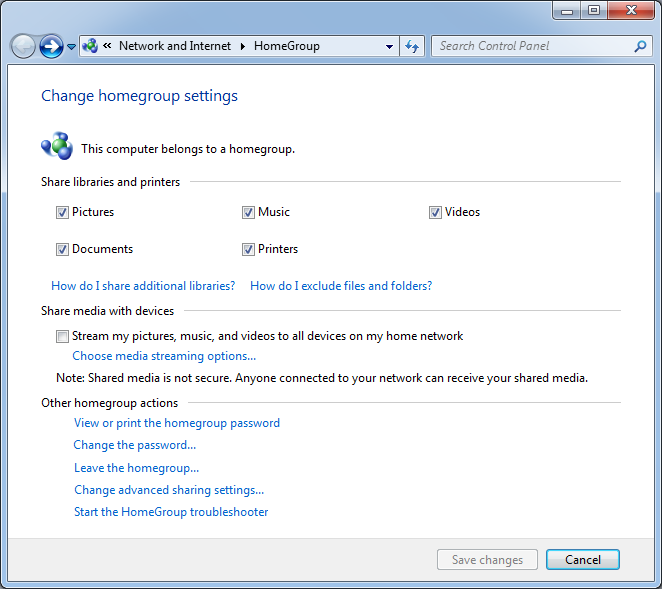 « Network and Internet ▸ HomeGroup
Search Control Panel
Change homegroup settings
This computer belongs to a homegroup.
Share libraries and printers
Pictures Music Videos
Documents Printers
How do I share additional libraries? How do I exclude files and folders?
Share media with devices
Stream my pictures, music, and videos to all devices on my home network
Choose media streaming options...
Note: Shared media is not secure. Anyone connected to your network can receive your shared media.
Other homegroup actions
View or print the homegroup password
Change the password...
Leave the homegroup...
Change advanced sharing settings...
Start the HomeGroup troubleshooter
Save changes Cancel